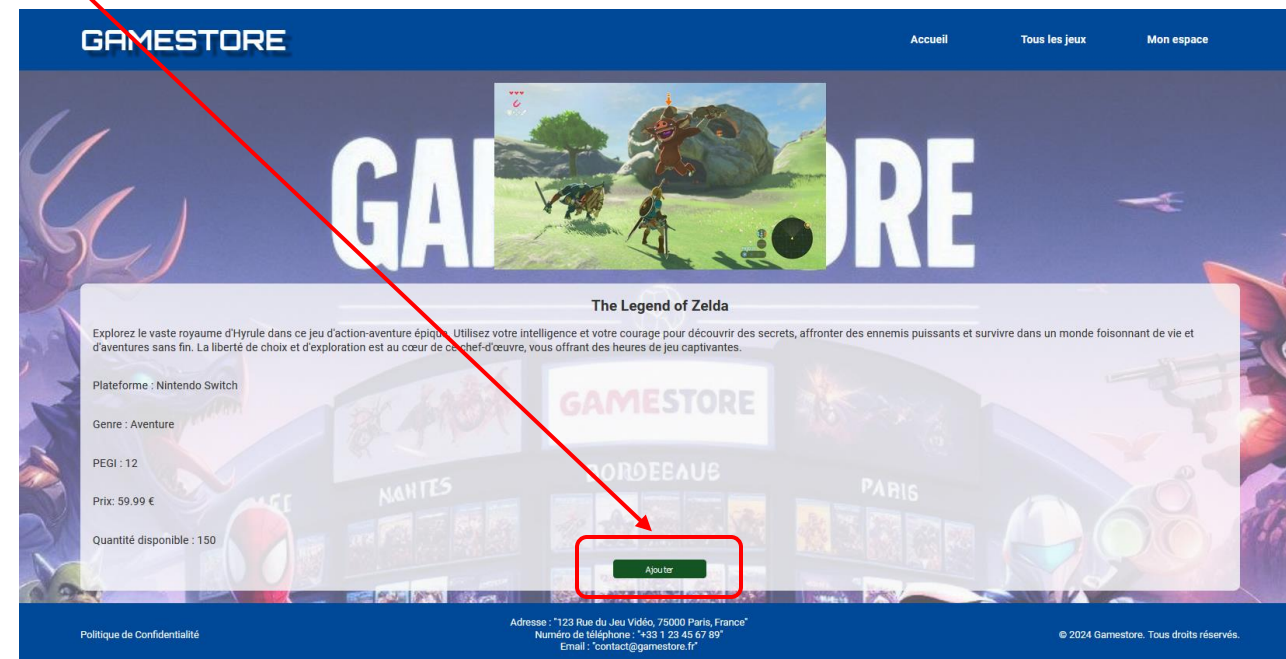 GAMESTORE
Accueil
Tous les jeux
Mon espace
GA RE
The Legend of Zelda
Explorez le vaste royaume d'Hyrule dans ce jeu d'action-aventure épique. Utilisez votre intelligence et votre courage pour découvrir des secrets, affronter des ennemis puissants et survivre dans un monde foisonnant de vie et
d'aventures sans fin. La liberté de choix et d'exploration est au cœur de ce chef-d'œuvre, vous offrant des heures de jeu captivantes.
Plateforme : Nintendo Switch
GAMESTORE
Genre : Aventure
PEGI : 12
BORDEEAUE
NANTES
PARIS
Prix: 59.99 €
Quantité disponible : 150
Ajouter
Politique de Confidentialité
Adresse : "123 Rue du Jeu Vidéo, 75000 Paris, France"
Numéro de téléphone : "+33 1 23 45 67 89"
Email : "contact@gamestore.fr"
© 2024 Gamestore. Tous droits réservés.